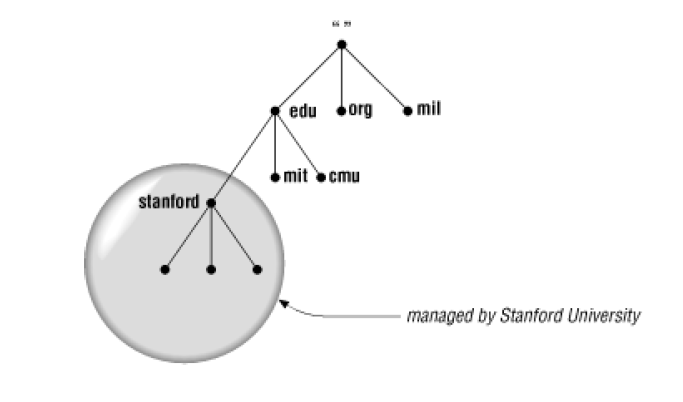 “ ”
edu
org
mil
mit
cmu
stanford
managed by Stanford University